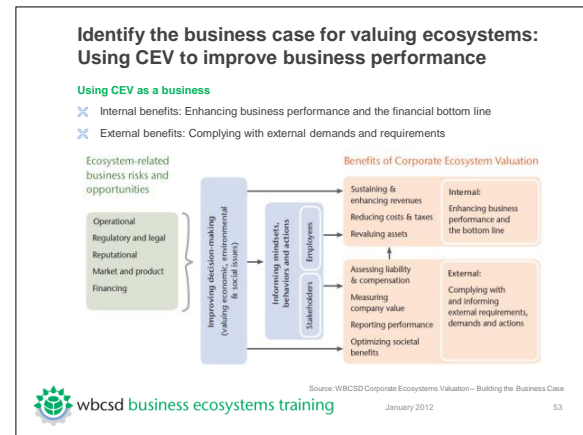 Identify the business case for valuing ecosystems:
Using CEV to improve business performance
Using CEV as a business
Internal benefits: Enhancing business performance and the financial bottom line
External benefits: Complying with external demands and requirements
Ecosystem-related
business risks and
opportunities
Operational
Regulatory and legal
Reputational
Market and product
Financing
Improving decision-making
(valuing economic, environmental
& social issues)
Informing mindsets,
behaviors and actions
Employees
Stakeholders
Benefits of Corporate Ecosystem Valuation
Sustaining &
enhancing revenues
Reducing costs & taxes
Revaluing assets
Internal:
Enhancing business
performance and
the bottom line
Assessing liability
& compensation
Measuring
company value
Reporting performance
Optimizing societal
benefits
External:
Complying with
and informing
external requirements,
demands and actions
Source: WBCSD Corporate Ecosystems Valuation – Building the Business Case
wbcsd business ecosystems training
January 2012
53